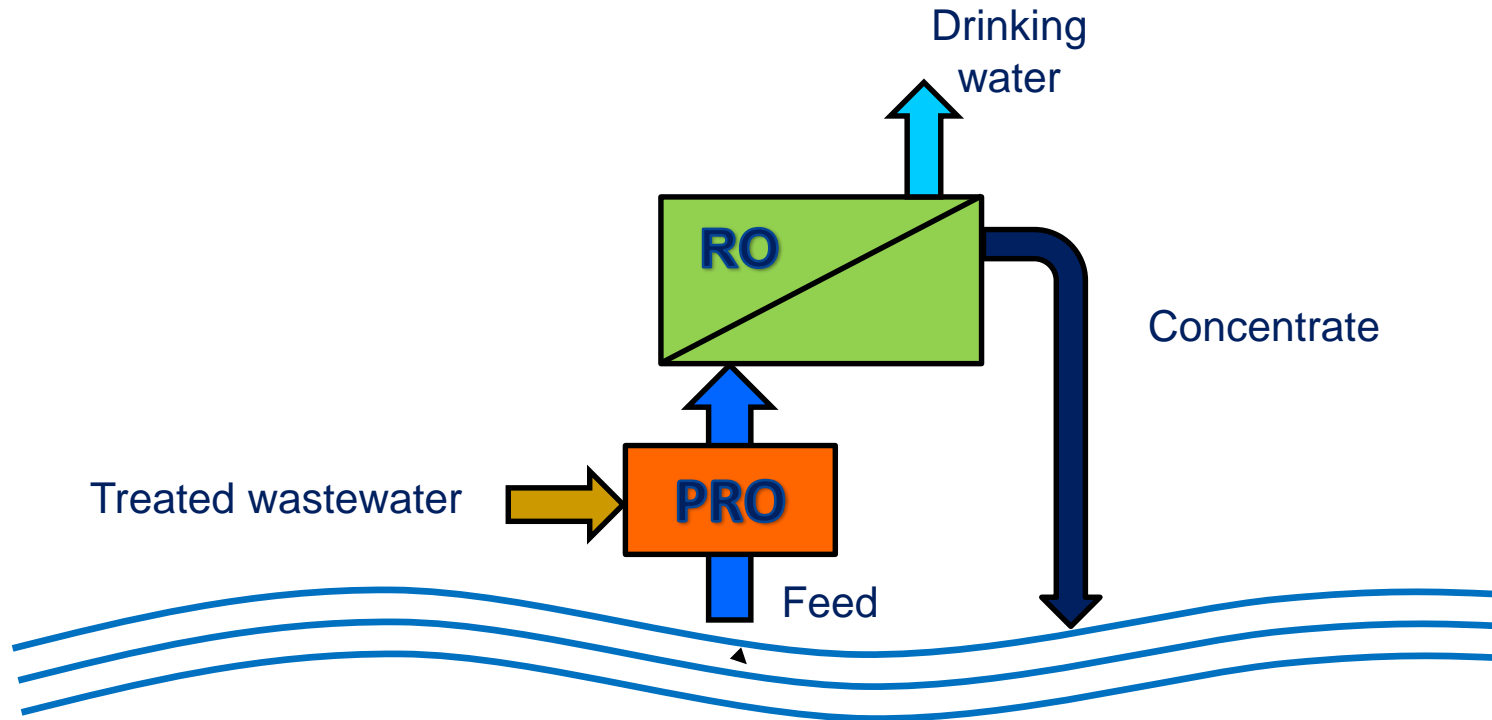 Drinking
water
RO
Concentrate
Treated wastewater
PRO
Feed